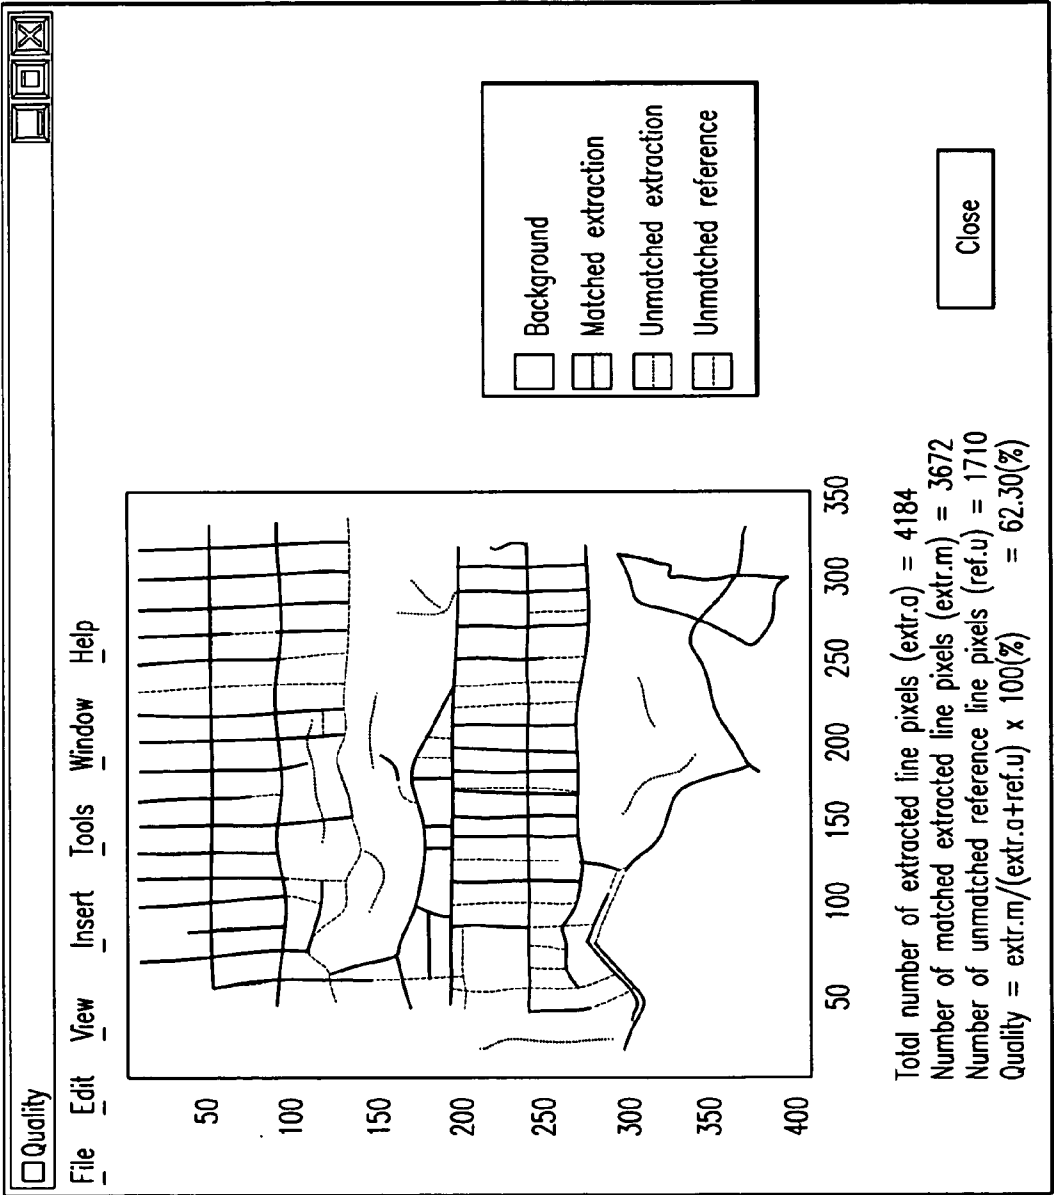 Quality
File Edit View Insert Tools Window Help
50
100
150
200
250
300
350
400
50 100 150 200 250 300 350
Background
Matched extraction
Unmatched extraction
Unmatched reference
Total number of extracted line pixels (extr.a) = 4184
Number of matched extracted line pixels (extr.m) = 3672
Number of unmatched reference line pixels (ref.u) = 1710
Quality = extr.m/(extr.a+ref.u) x 100(%) = 62.30(%)
Close